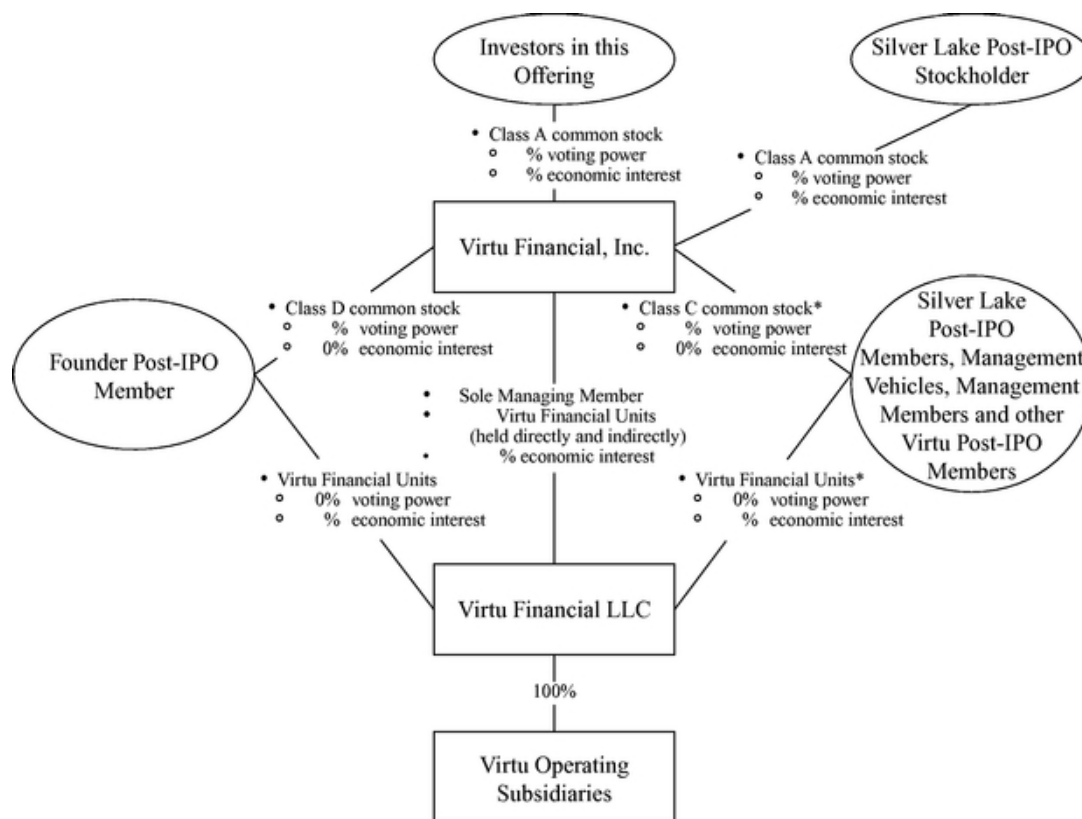 Investors in this
Offering
Silver Lake Post-IPO
Stockholder
• Class A common stock
o % voting power
o % economic interest
• Class A common stock
o % voting power
o % economic interest
Virtu Financial, Inc.
• Class D common stock
o % voting power
o 0% economic interest
• Class C common stock*
o % voting power
o 0% economic interest
Founder Post-IPO
Member
Silver Lake
Post-IPO
Members, Management
Vehicles, Management
Members and other
Virtu Post-IPO
Members
• Sole Managing Member
• Virtu Financial Units
(held directly and indirectly)
• % economic interest
• Virtu Financial Units
o 0% voting power
o % economic interest
• Virtu Financial Units*
o 0% voting power
o % economic interest
Virtu Financial LLC
100%
Virtu Operating
Subsidiaries